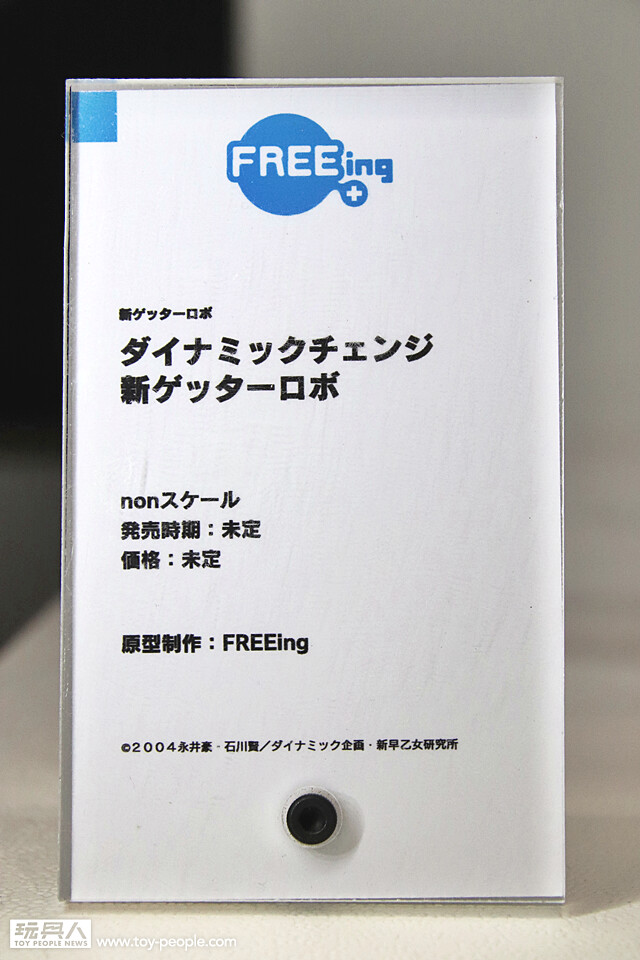 FREEing
新ゲッターロボ
ダイナミックチェンジ
新ゲッターロボ
nonスケール
発売時期：未定
価格：未定
原型制作：FREEing
©２００４永井豪‐石川賢／ダイナミック企画・新早乙女研究所
玩具人
TOY PEOPLE NEWS
www.toy-people.com